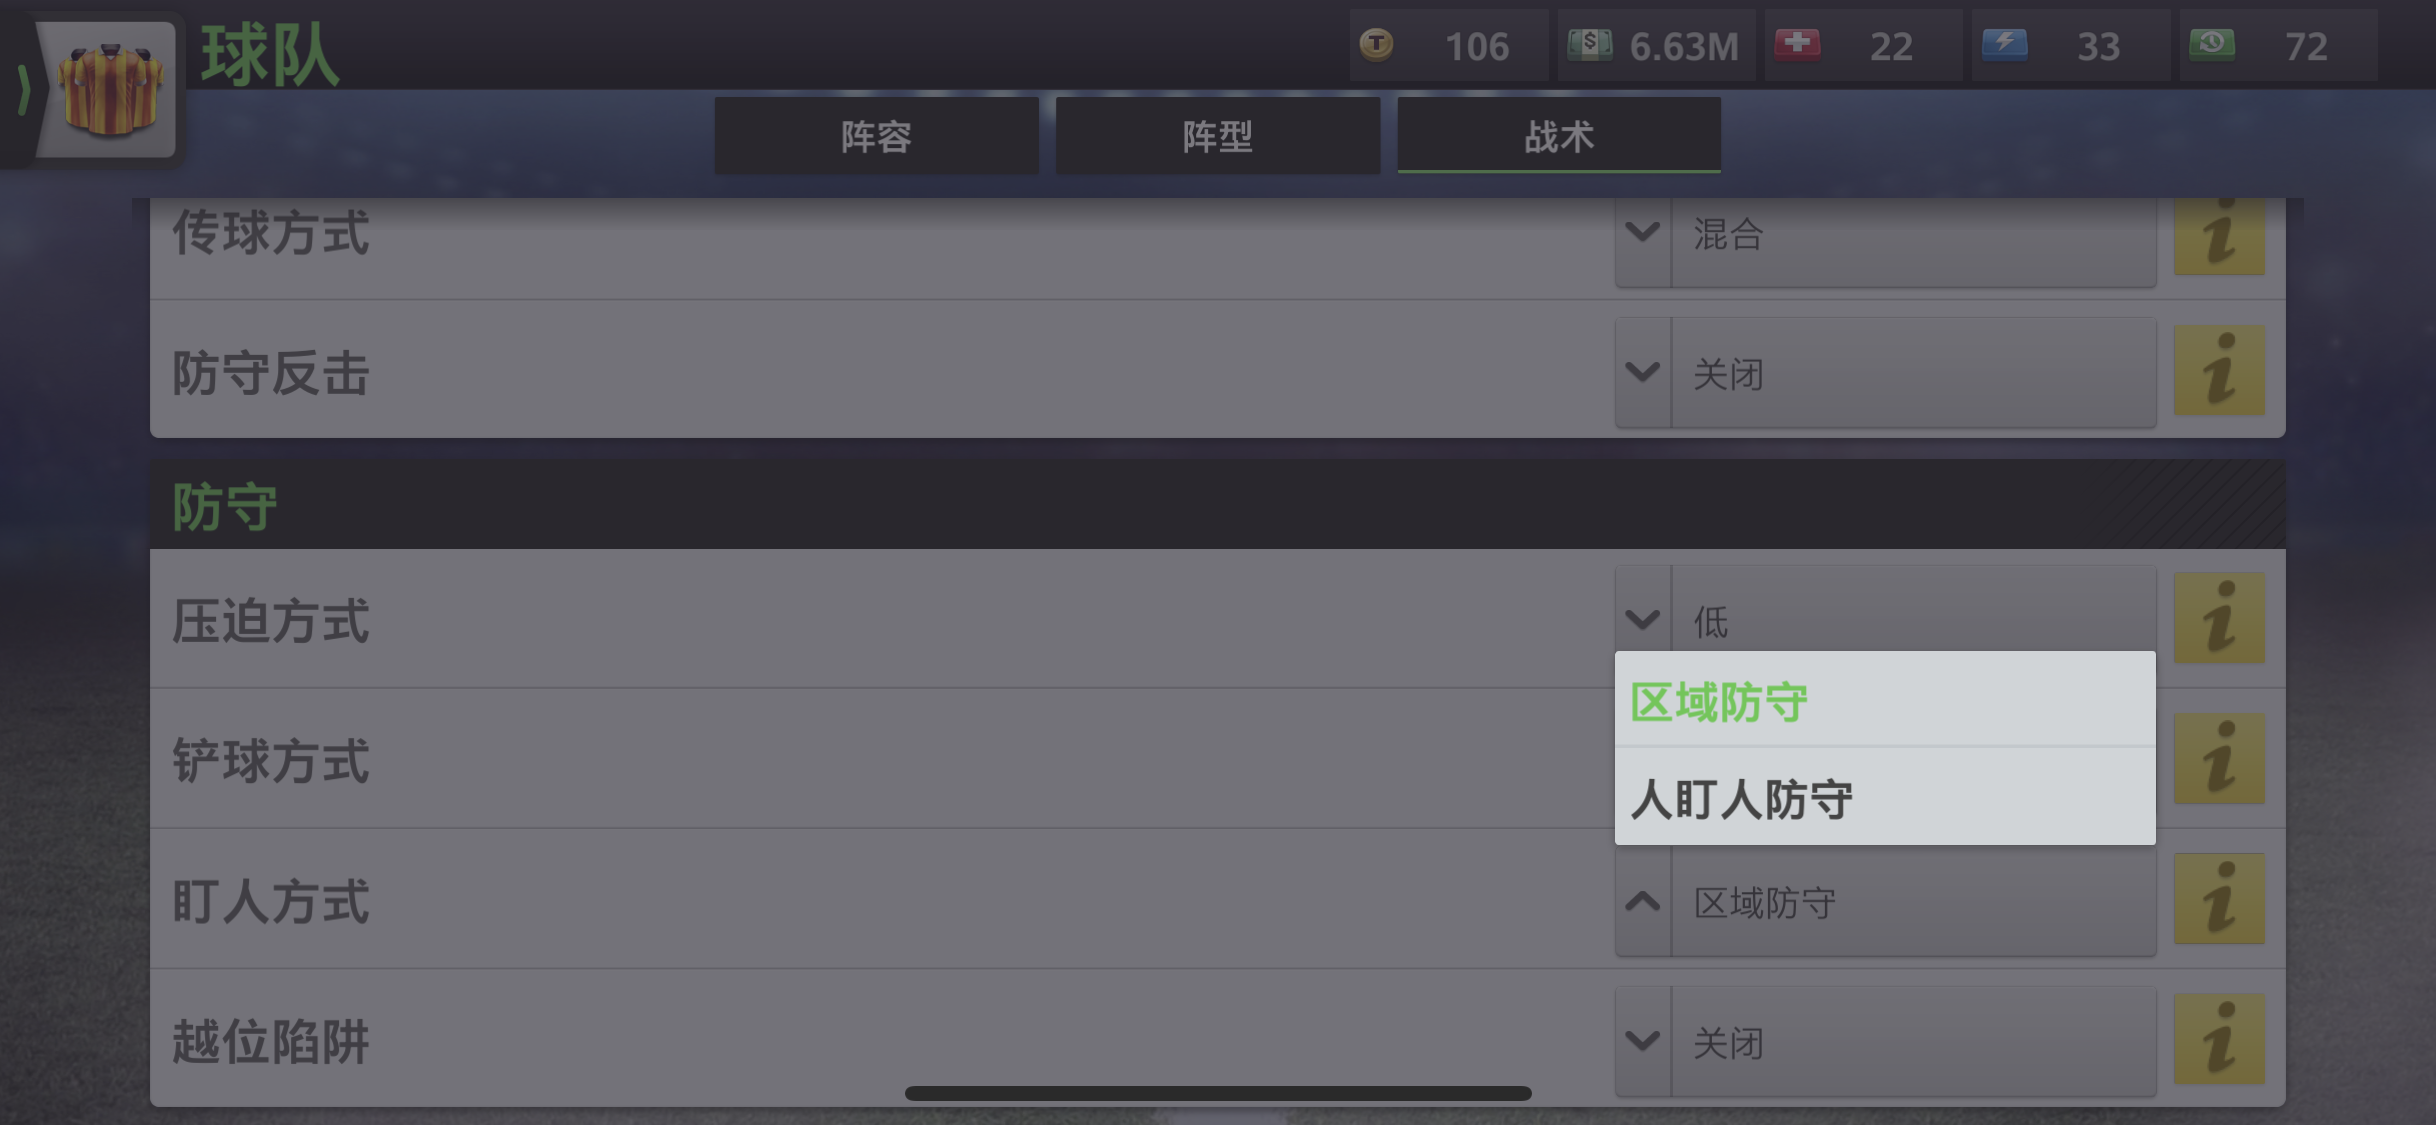 球队
106
6.63M
22
33
72
阵容
阵型
战术
传球方式
混合
防守反击
关闭
防守
压迫方式
低
铲球方式
区域防守
人盯人防守
盯人方式
区域防守
越位陷阱
关闭